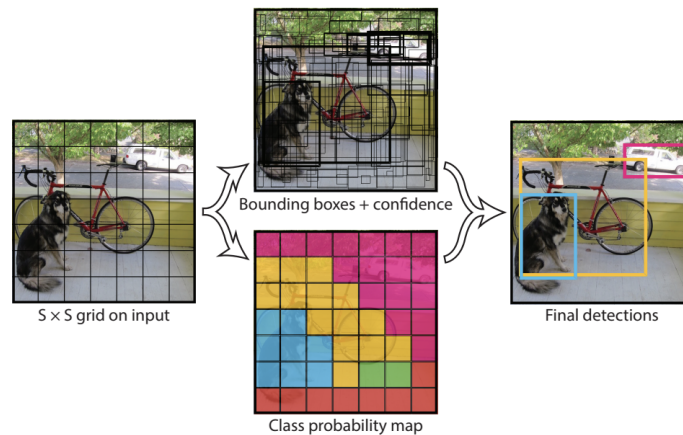 S × S grid on input
Bounding boxes + confidence
Class probability map
Final detections